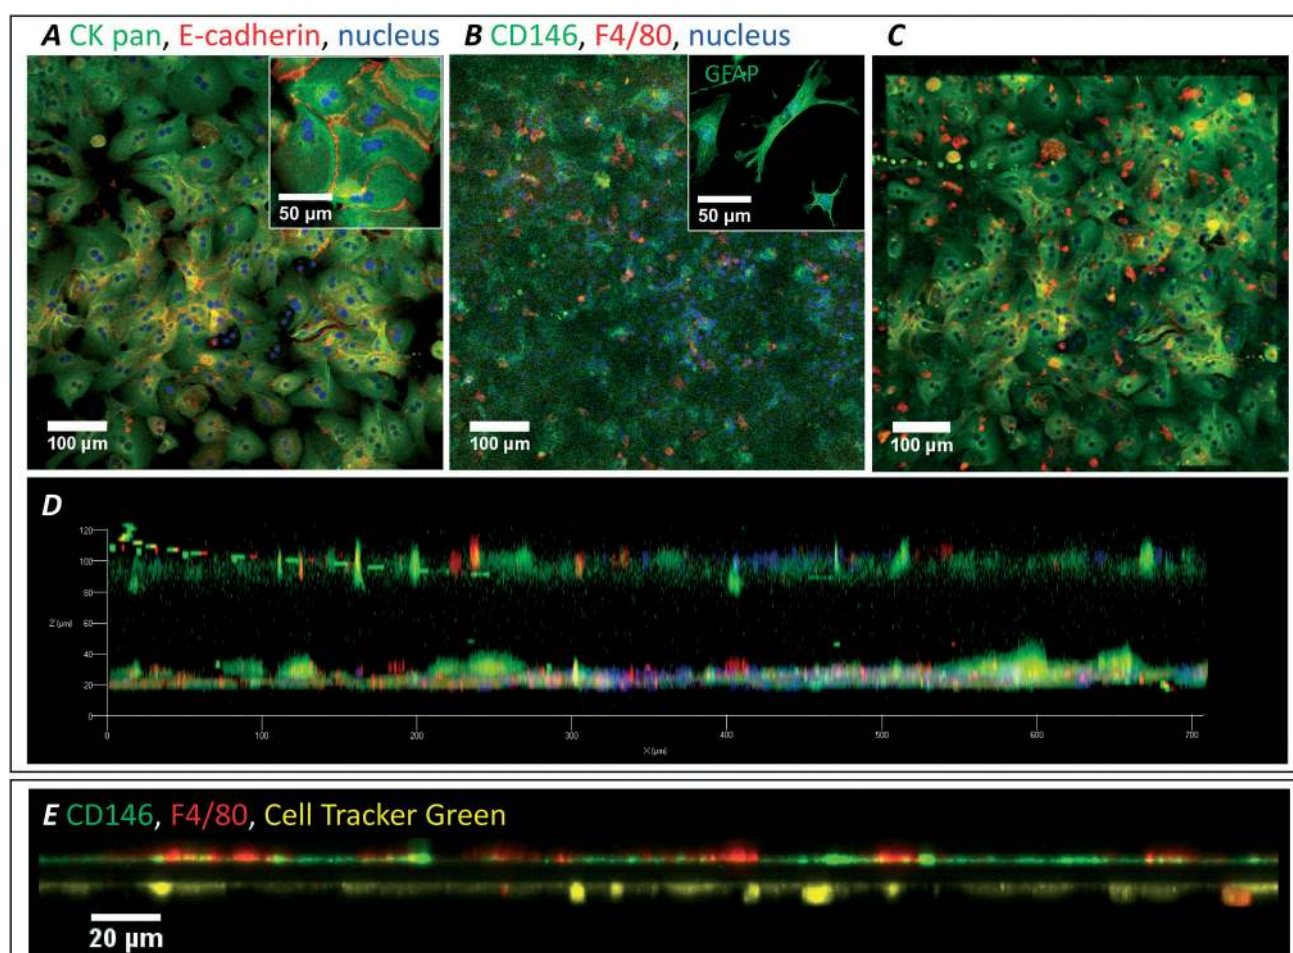 A CK pan, E-cadherin, nucleus
B CD146, F4/80, nucleus
C
GFAP
50 µm
50 µm
100 µm
100 µm
100 µm
D
120
100
80
Z (µm)
60
40
20
0
0 100 200 300 400 500 600 700
X (µm)
E CD146, F4/80, Cell Tracker Green
20 µm